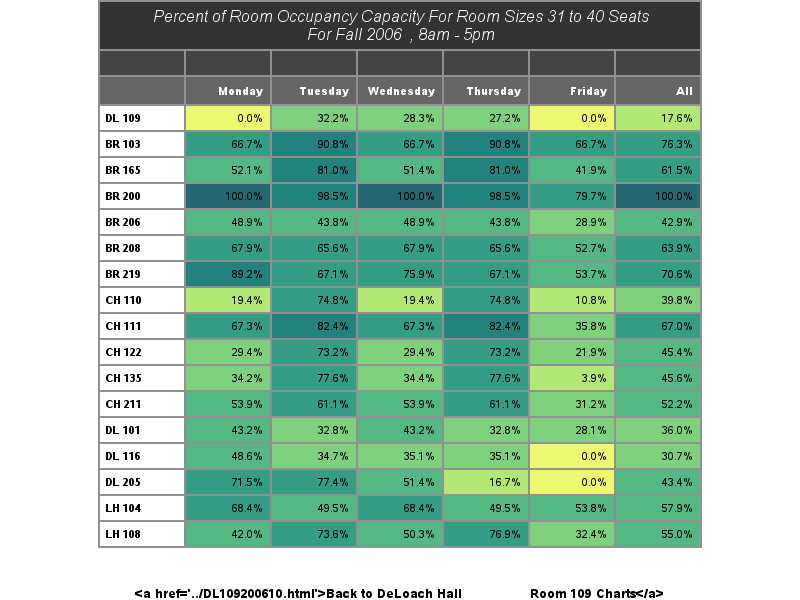 Percent of Room Occupancy Capacity For Room Sizes 31 to 40 Seats
For Fall 2006 , 8am - 5pm
Monday Tuesday Wednesday Thursday Friday All
DL 109 0.0% 32.2% 28.3% 27.2% 0.0% 17.6%
BR 103 66.7% 90.8% 66.7% 90.8% 66.7% 76.3%
BR 165 52.1% 81.0% 51.4% 81.0% 41.9% 61.5%
BR 200 100.0% 98.5% 100.0% 98.5% 79.7% 100.0%
BR 206 48.9% 43.8% 48.9% 43.8% 28.9% 42.9%
BR 208 67.9% 65.6% 67.9% 65.6% 52.7% 63.9%
BR 219 89.2% 67.1% 75.9% 67.1% 53.7% 70.6%
CH 110 19.4% 74.8% 19.4% 74.8% 10.8% 39.8%
CH 111 67.3% 82.4% 67.3% 82.4% 35.8% 67.0%
CH 122 29.4% 73.2% 29.4% 73.2% 21.9% 45.4%
CH 135 34.2% 77.6% 34.4% 77.6% 3.9% 45.6%
CH 211 53.9% 61.1% 53.9% 61.1% 31.2% 52.2%
DL 101 43.2% 32.8% 43.2% 32.8% 28.1% 36.0%
DL 116 48.6% 34.7% 35.1% 35.1% 0.0% 30.7%
DL 205 71.5% 77.4% 51.4% 16.7% 0.0% 43.4%
LH 104 68.4% 49.5% 68.4% 49.5% 53.8% 57.9%
LH 108 42.0% 73.6% 50.3% 76.9% 32.4% 55.0%
<a href='../DL109200610.html'>Back to DeLoach Hall Room 109 Charts</a>